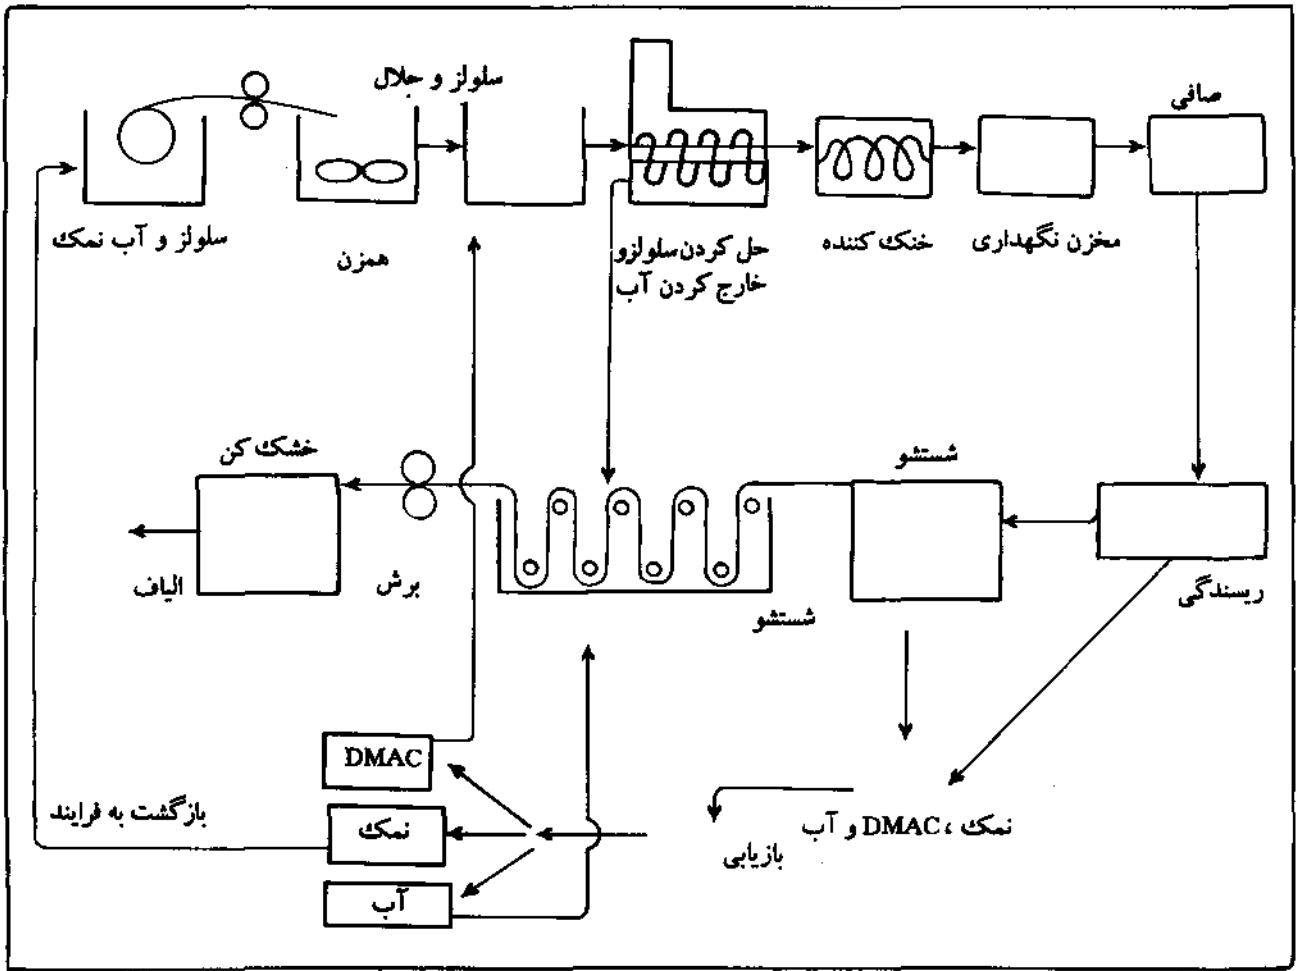 سلولز و حلال
صافی
سلولز و آب نمک
همزن
حل کردن سلولز و
خارج کردن آب
خنک کننده
مخزن نگهداری
خشک کن
شستشو
الیاف
برش
شستشو
ریسندگی
DMAC
نمک
آب
بازگشت به فرایند
بازیابی
نمک ، DMAC و آب